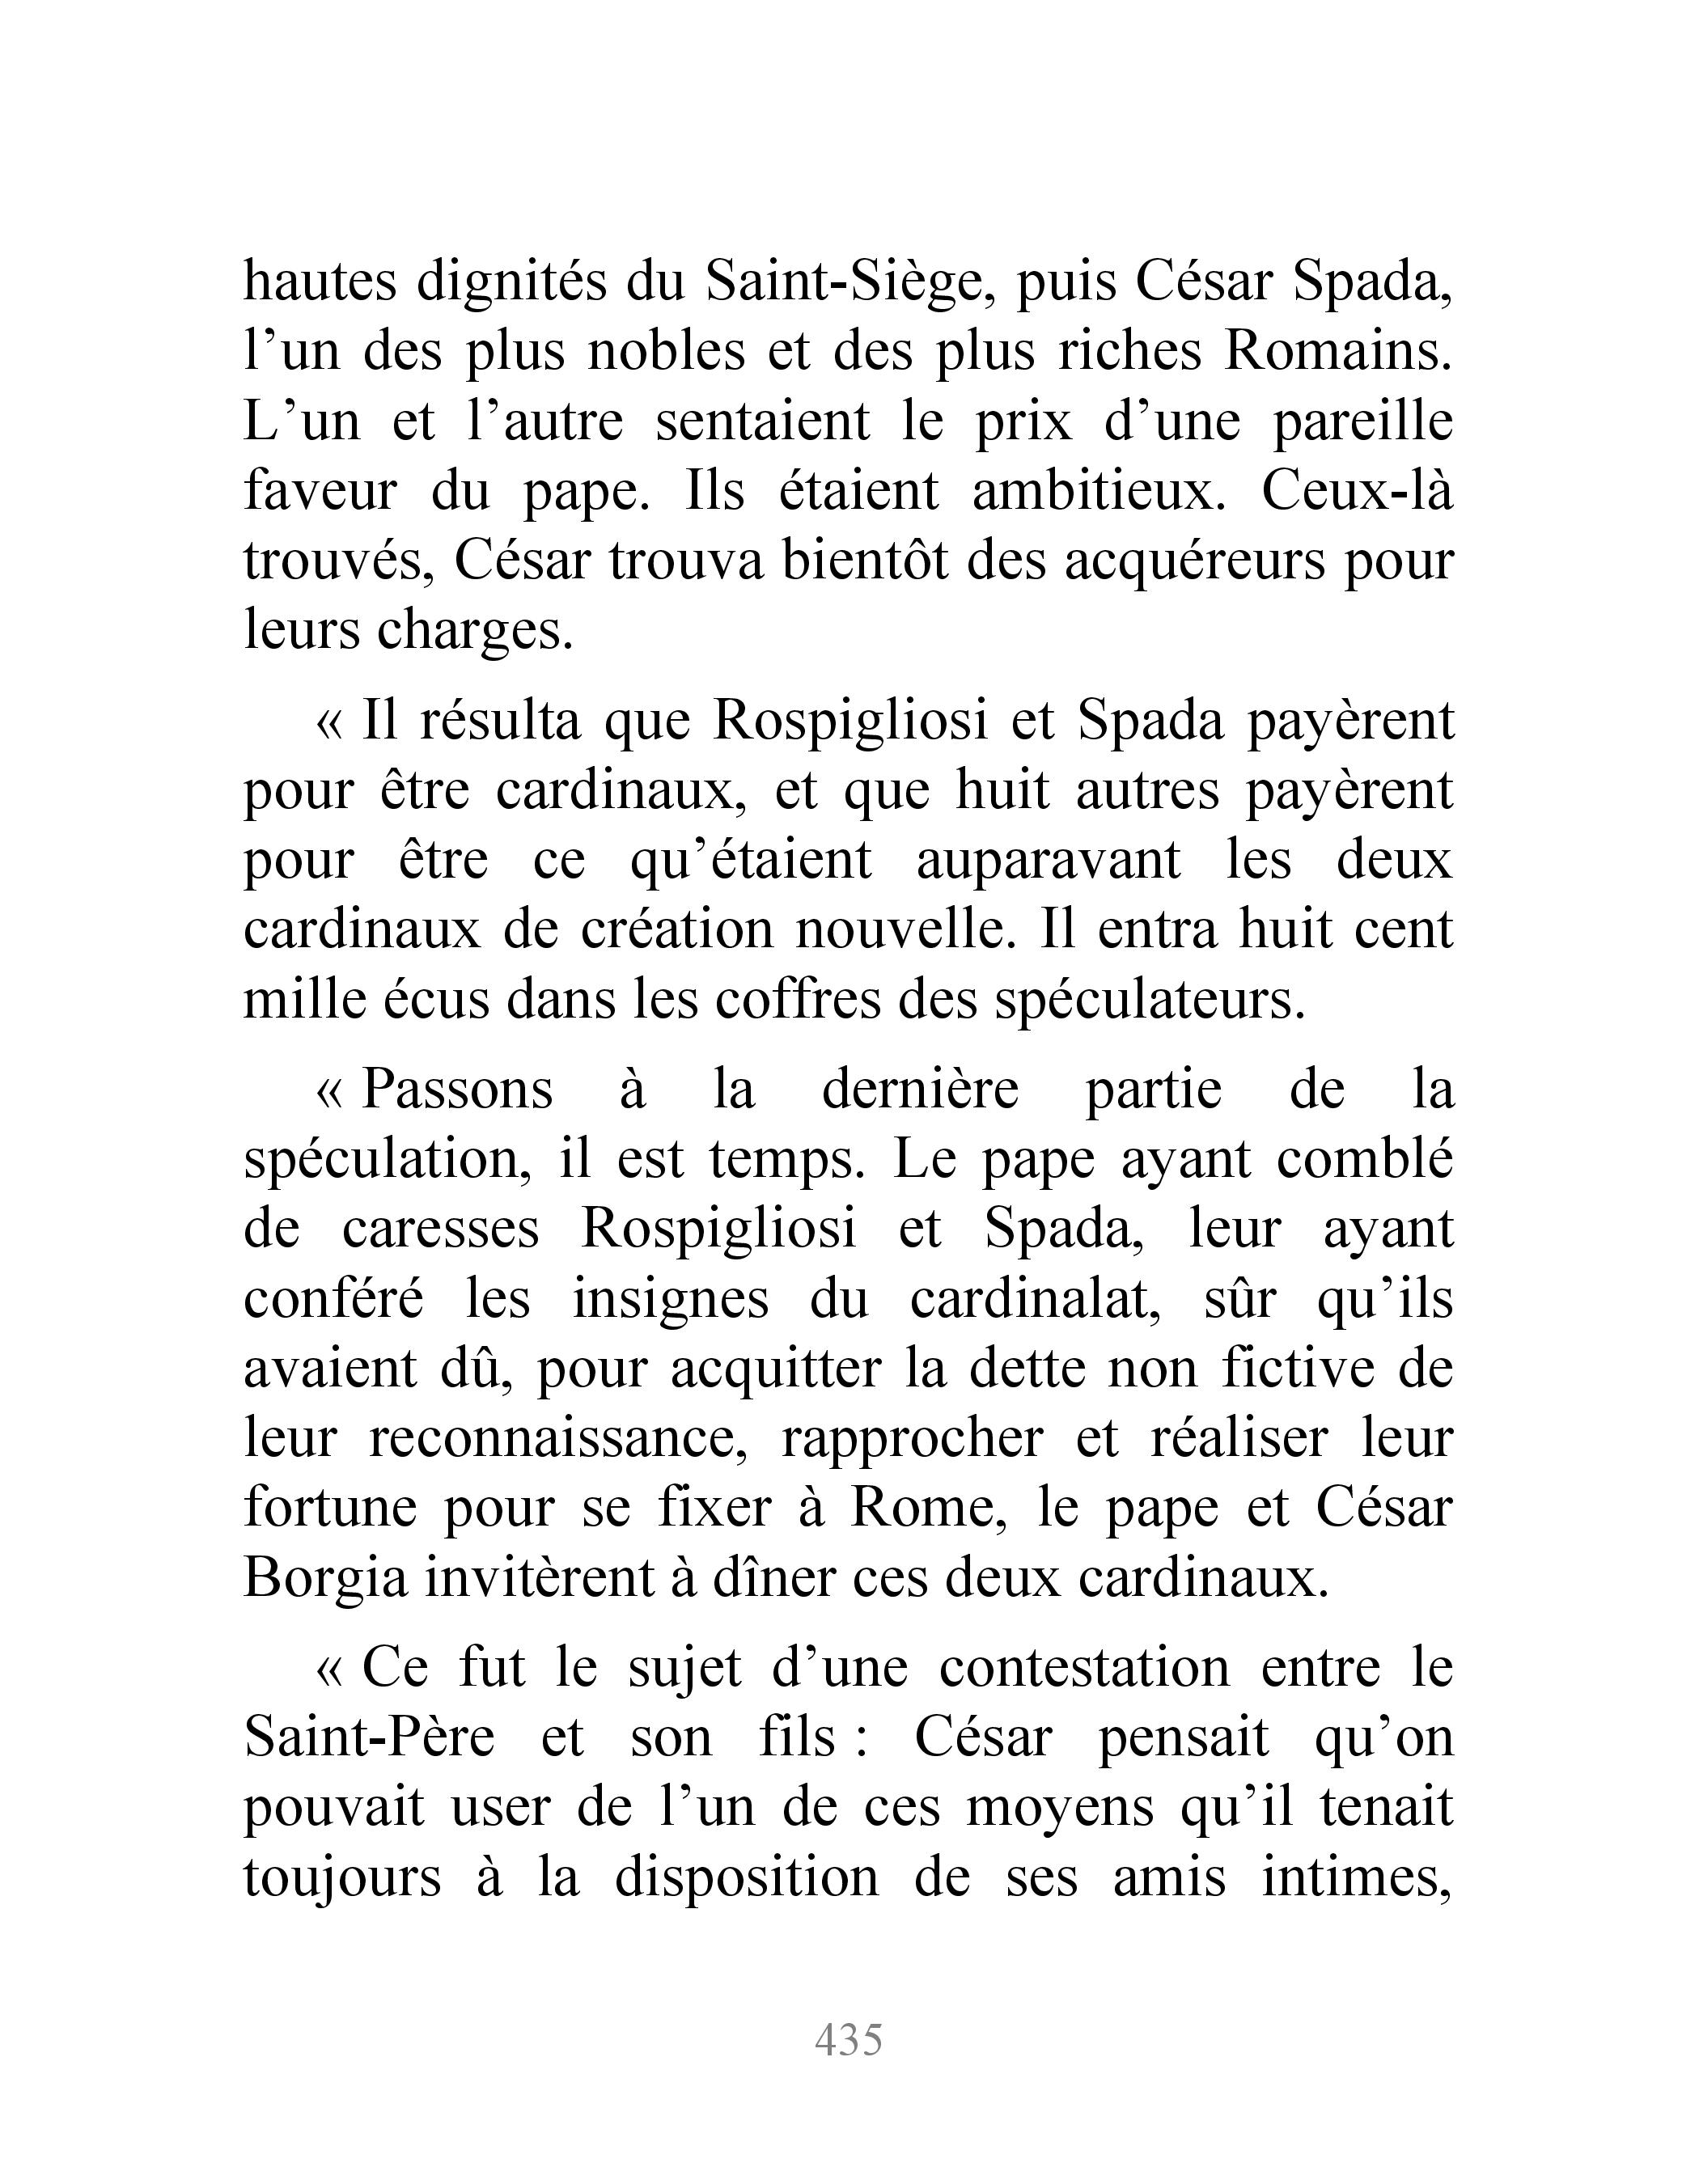 hautes dignités du Saint-Siège, puis César Spada,
l’un des plus nobles et des plus riches Romains.
L’un et l’autre sentaient le prix d’une pareille
faveur du pape. Ils étaient ambitieux. Ceux-là
trouvés, César trouva bientôt des acquéreurs pour
leurs charges.
« Il résulta que Rospigliosi et Spada payèrent
pour être cardinaux, et que huit autres payèrent
pour être ce qu’étaient auparavant les deux
cardinaux de création nouvelle. Il entra huit cent
mille écus dans les coffres des spéculateurs.
« Passons à la dernière partie de la
spéculation, il est temps. Le pape ayant comblé
de caresses Rospigliosi et Spada, leur ayant
conféré les insignes du cardinalat, sûr qu’ils
avaient dû, pour acquitter la dette non fictive de
leur reconnaissance, rapprocher et réaliser leur
fortune pour se fixer à Rome, le pape et César
Borgia invitèrent à dîner ces deux cardinaux.
« Ce fut le sujet d’une contestation entre le
Saint-Père et son fils : César pensait qu’on
pouvait user de l’un de ces moyens qu’il tenait
toujours à la disposition de ses amis intimes,
435